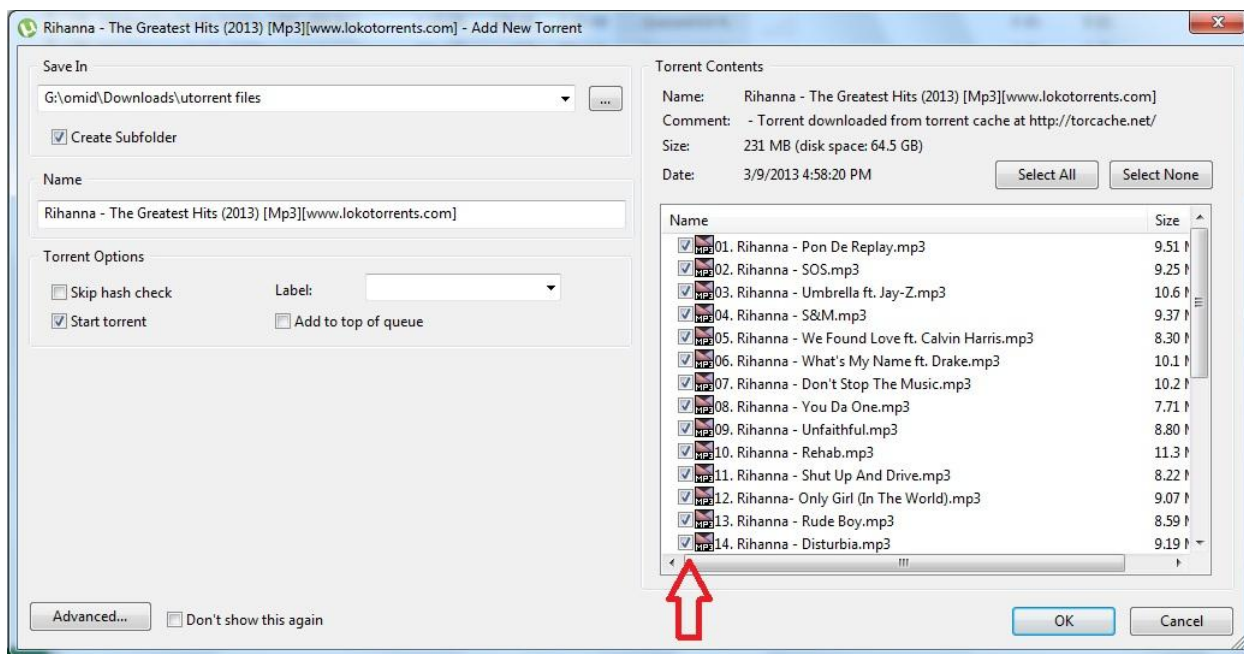 Rihanna - The Greatest Hits (2013) [Mp3][www.lokotorrents.com] - Add New Torrent
Save In
G:\omid\Downloads\utorrent files
...
Create Subfolder
Name
Rihanna - The Greatest Hits (2013) [Mp3][www.lokotorrents.com]
Torrent Options
Skip hash check
Label:
Start torrent
Add to top of queue
Advanced...
Don't show this again
Torrent Contents
Name: Rihanna - The Greatest Hits (2013) [Mp3][www.lokotorrents.com]
Comment: - Torrent downloaded from torrent cache at http://torcache.net/
Size: 231 MB (disk space: 64.5 GB)
Date: 3/9/2013 4:58:20 PM
Select All
Select None
Name Size
01. Rihanna - Pon De Replay.mp3 9.51
02. Rihanna - SOS.mp3 9.25
03. Rihanna - Umbrella ft. Jay-Z.mp3 10.6
04. Rihanna - S&M.mp3 9.37
05. Rihanna - We Found Love ft. Calvin Harris.mp3 8.30
06. Rihanna - What's My Name ft. Drake.mp3 10.1
07. Rihanna - Don't Stop The Music.mp3 10.2
08. Rihanna - You Da One.mp3 7.71
09. Rihanna - Unfaithful.mp3 8.80
10. Rihanna - Rehab.mp3 11.3
11. Rihanna - Shut Up And Drive.mp3 8.22
12. Rihanna- Only Girl (In The World).mp3 9.07
13. Rihanna - Rude Boy.mp3 8.59
14. Rihanna - Disturbia.mp3 9.19
OK
Cancel